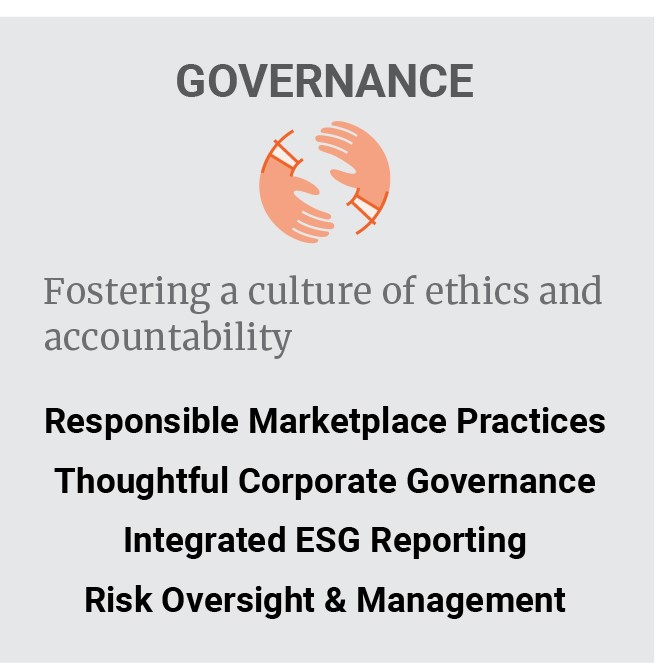 GOVERNANCE
Fostering a culture of ethics and
accountability
Responsible Marketplace Practices
Thoughtful Corporate Governance
Integrated ESG Reporting
Risk Oversight & Management